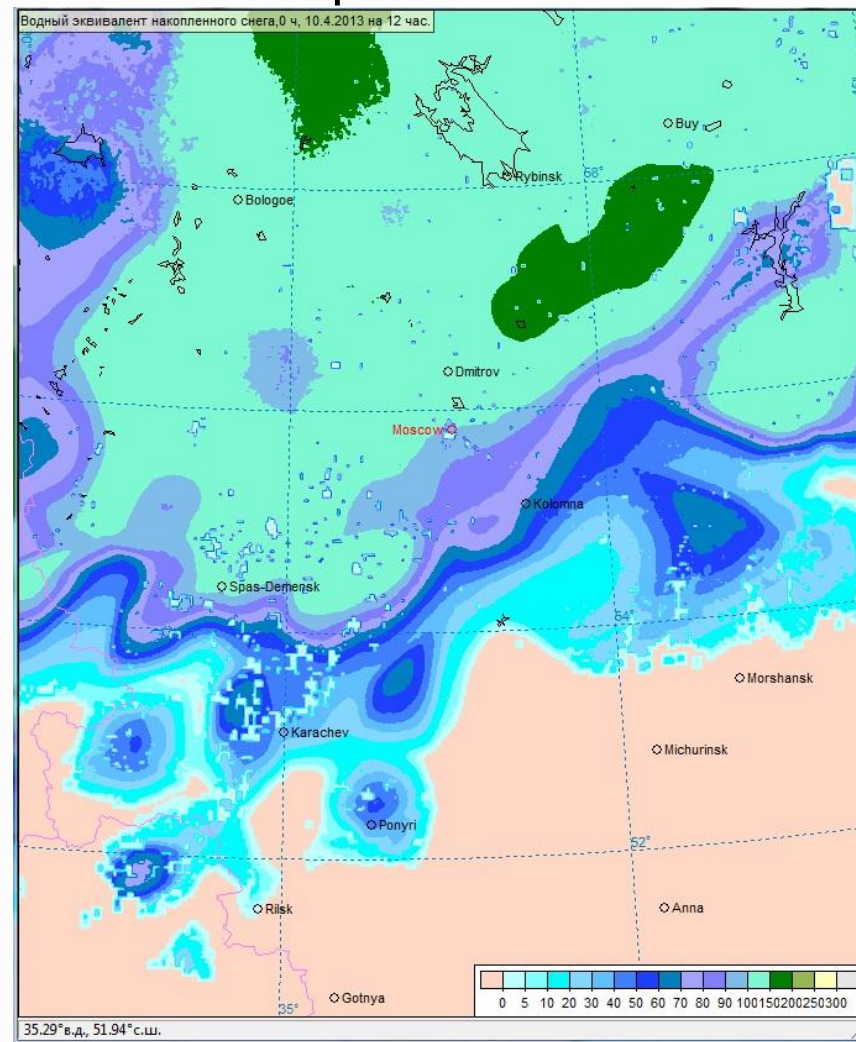 Водный эквивалент накопленного снега,0 ч, 10.4.2013 на 12 час.
Buy
Rybinsk
58°
Bologoe
Dmitrov
Moscow
Kolomna
Spas-Demensk
54°
Morshansk
Karachev
Michurinsk
Ponyri
52°
Rilsk
Anna
Gotnya
35°
0 5 10 20 30 40 50 60 70 80 90 100150200250300
35.29°в.д., 51.94°с.ш.